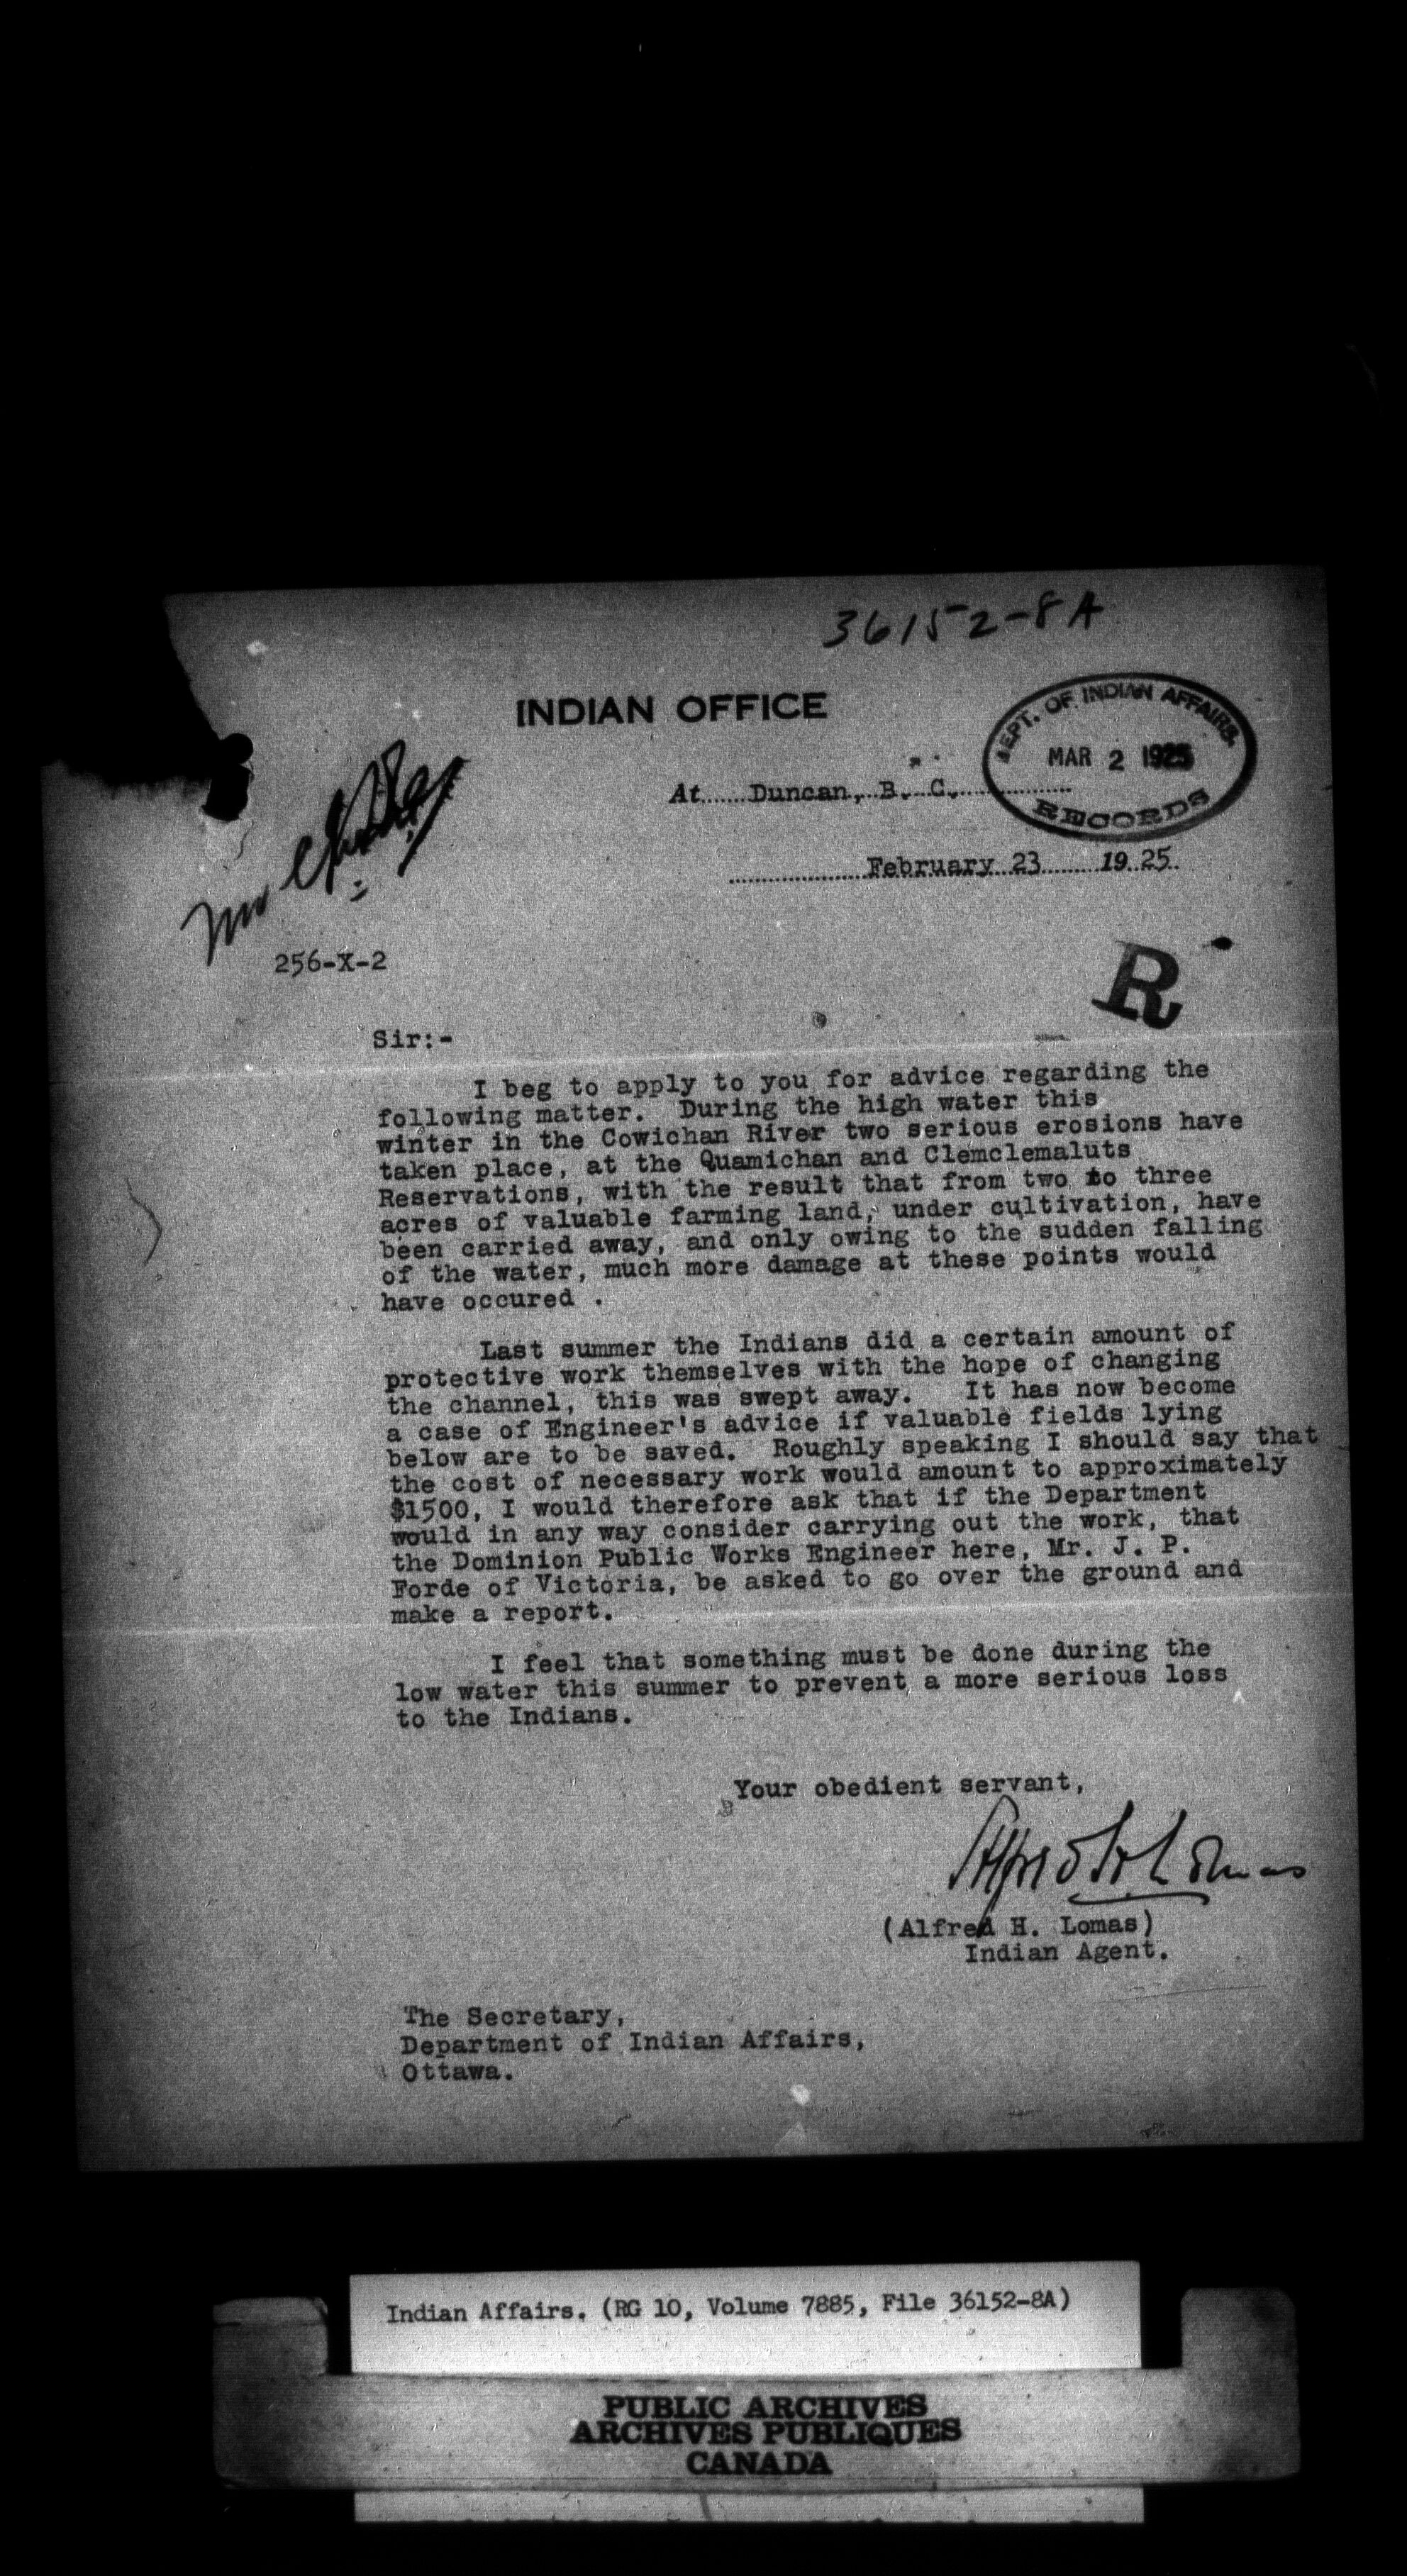 36152-8A
INDIAN OFFICE
DEPT. OF INDIAN AFFAIRS.
MAR 2 1925
RECORDS
At Duncan, B. C.
February 23 1925
Mr
256-X-2
R
Sir:-
I beg to apply to you for advice regarding the
following matter. During the high water this
winter in the Cowichan River two serious erosions have
taken place, at the Quamichan and Clemclemaluts
Reservations, with the result that from two to three
acres of valuable farming land, under cultivation, have
been carried away, and only owing to the sudden falling
of the water, much more damage at these points would
have occured .
Last summer the Indians did a certain amount of
protective work themselves with the hope of changing
the channel, this was swept away. It has now become
a case of Engineer's advice if valuable fields lying
below are to be saved. Roughly speaking I should say that
the cost of necessary work would amount to approximately
$1500, I would therefore ask that if the Department
would in any way consider carrying out the work, that
the Dominion Public Works Engineer here, Mr. J. P.
Forde of Victoria, be asked to go over the ground and
make a report.
I feel that something must be done during the
low water this summer to prevent a more serious loss
to the Indians.
Your obedient servant,
Alfred H. Lomas
(Alfred H. Lomas)
Indian Agent.
The Secretary,
Department of Indian Affairs,
Ottawa.
Indian Affairs. (RG 10, Volume 7885, File 36152-8A)
PUBLIC ARCHIVES
ARCHIVES PUBLIQUES
CANADA